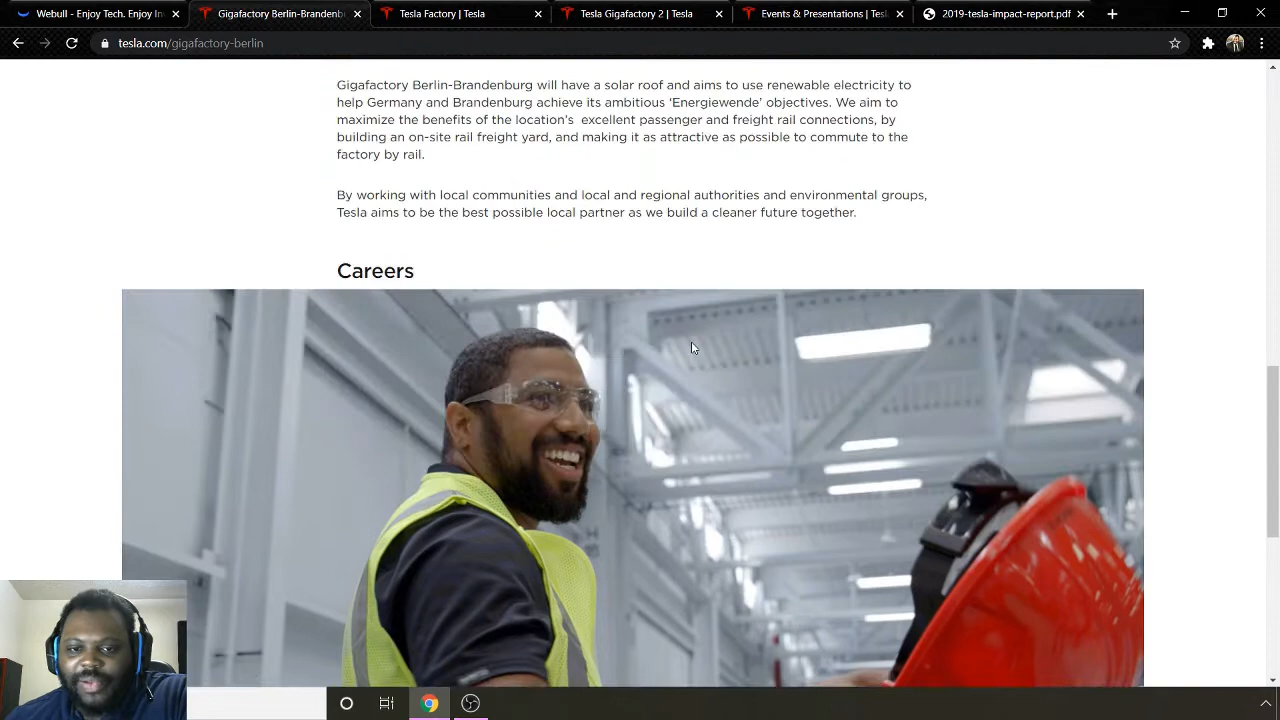 Webull - Enjoy Tech. Enjoy In
Gigafactory Berlin-Brandenb
Tesla Factory | Tesla
Tesla Gigafactory 2 | Tesla
Events & Presentations | Tesl
2019-tesla-impact-report.pdf
tesla.com/gigafactory-berlin
Gigafactory Berlin-Brandenburg will have a solar roof and aims to use renewable electricity to
help Germany and Brandenburg achieve its ambitious ‘Energiewende’ objectives. We aim to
maximize the benefits of the location’s excellent passenger and freight rail connections, by
building an on-site rail freight yard, and making it as attractive as possible to commute to the
factory by rail.
By working with local communities and local and regional authorities and environmental groups,
Tesla aims to be the best possible local partner as we build a cleaner future together.
Careers